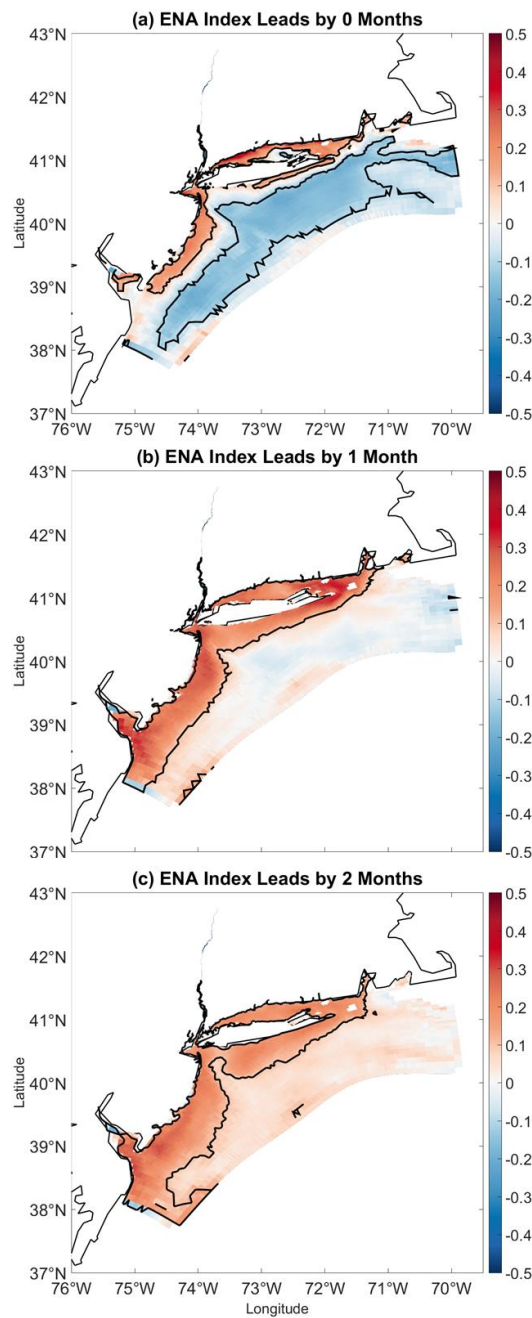 (a) ENA Index Leads by 0 Months
43°N
42°N
41°N
40°N
39°N
38°N
37°N
Latitude
76°W 75°W 74°W 73°W 72°W 71°W 70°W
0.5
0.4
0.3
0.2
0.1
0
-0.1
-0.2
-0.3
-0.4
-0.5
(b) ENA Index Leads by 1 Month
43°N
42°N
41°N
40°N
39°N
38°N
37°N
Latitude
76°W 75°W 74°W 73°W 72°W 71°W 70°W
0.5
0.4
0.3
0.2
0.1
0
-0.1
-0.2
-0.3
-0.4
-0.5
(c) ENA Index Leads by 2 Months
43°N
42°N
41°N
40°N
39°N
38°N
37°N
Latitude
76°W 75°W 74°W 73°W 72°W 71°W 70°W
Longitude
0.5
0.4
0.3
0.2
0.1
0
-0.1
-0.2
-0.3
-0.4
-0.5